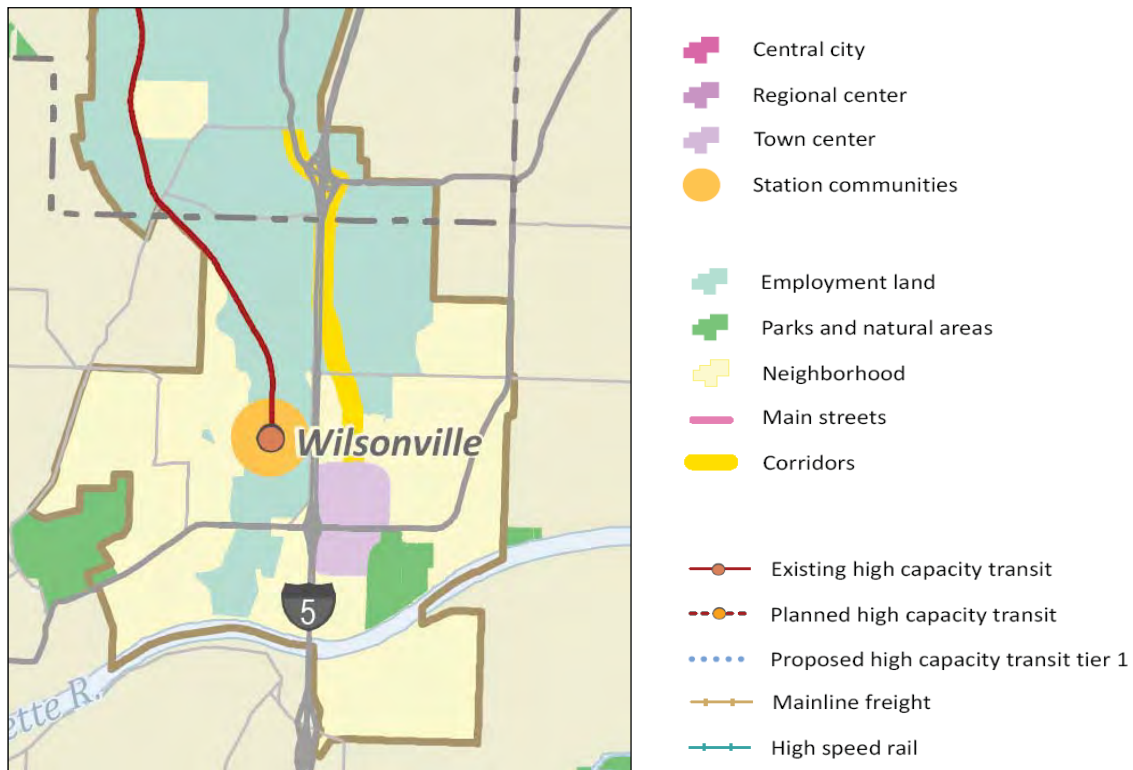 Wilsonville
5
ette R.
Central city
Regional center
Town center
Station communities
Employment land
Parks and natural areas
Neighborhood
Main streets
Corridors
Existing high capacity transit
Planned high capacity transit
Proposed high capacity transit tier 1
Mainline freight
High speed rail